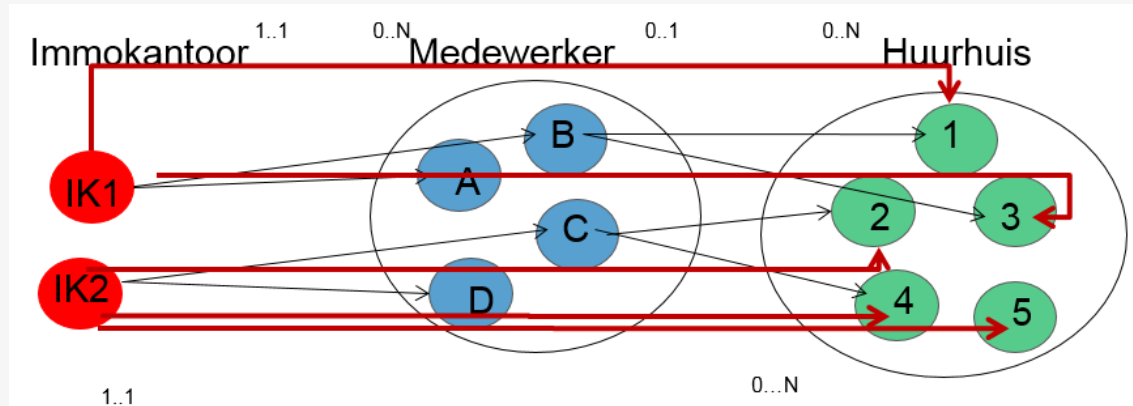 1..1 0..N 0..1 0..N
Immokantoor Medewerker Huurhuis
B 1
IK1 A
C 2 3
IK2 D 4 5
1..1 0...N